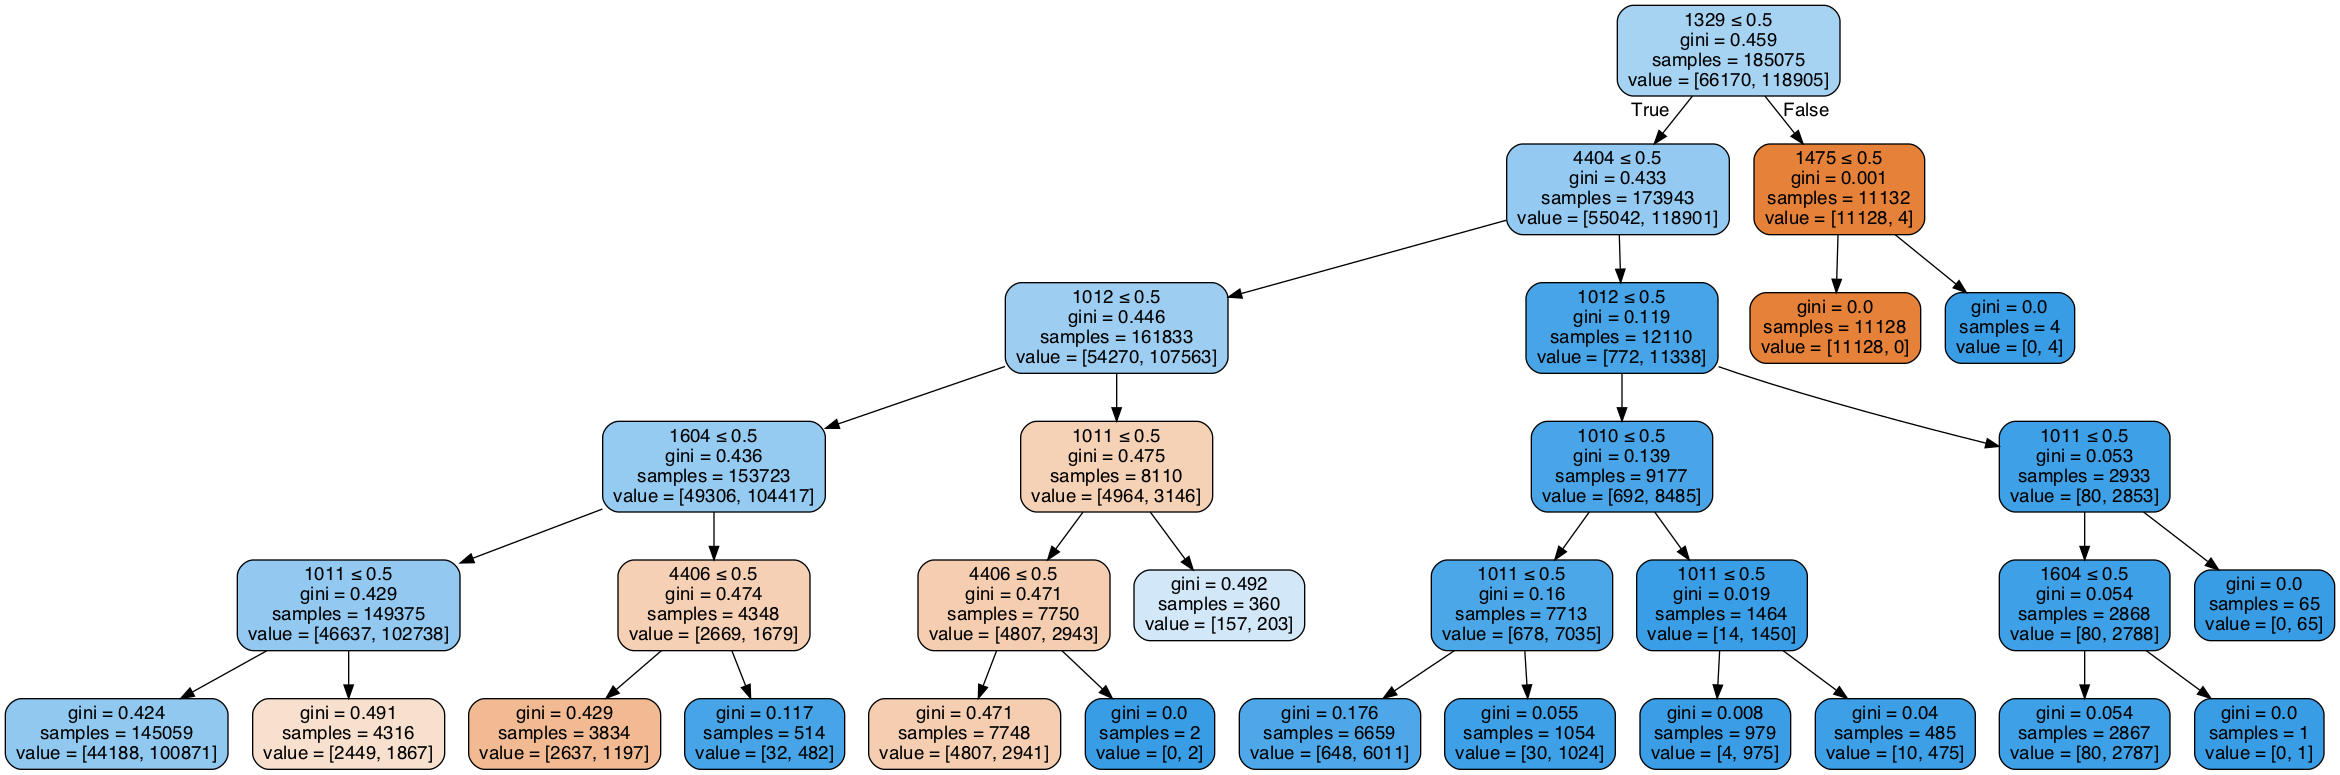 1329 ≤ 0.5
gini = 0.459
samples = 185075
value = [66170, 118905]
True
False
4404 ≤ 0.5
gini = 0.433
samples = 173943
value = [55042, 118901]
1475 ≤ 0.5
gini = 0.001
samples = 11132
value = [11128, 4]
1012 ≤ 0.5
gini = 0.446
samples = 161833
value = [54270, 107563]
1012 ≤ 0.5
gini = 0.119
samples = 12110
value = [772, 11338]
gini = 0.0
samples = 11128
value = [11128, 0]
gini = 0.0
samples = 4
value = [0, 4]
1604 ≤ 0.5
gini = 0.436
samples = 153723
value = [49306, 104417]
1011 ≤ 0.5
gini = 0.475
samples = 8110
value = [4964, 3146]
1010 ≤ 0.5
gini = 0.139
samples = 9177
value = [692, 8485]
1011 ≤ 0.5
gini = 0.053
samples = 2933
value = [80, 2853]
1011 ≤ 0.5
gini = 0.429
samples = 149375
value = [46637, 102738]
4406 ≤ 0.5
gini = 0.474
samples = 4348
value = [2669, 1679]
4406 ≤ 0.5
gini = 0.471
samples = 7750
value = [4807, 2943]
gini = 0.492
samples = 360
value = [157, 203]
1011 ≤ 0.5
gini = 0.16
samples = 7713
value = [678, 7035]
1011 ≤ 0.5
gini = 0.019
samples = 1464
value = [14, 1450]
1604 ≤ 0.5
gini = 0.054
samples = 2868
value = [80, 2788]
gini = 0.0
samples = 65
value = [0, 65]
gini = 0.424
samples = 145059
value = [44188, 100871]
gini = 0.491
samples = 4316
value = [2449, 1867]
gini = 0.429
samples = 3834
value = [2637, 1197]
gini = 0.117
samples = 514
value = [32, 482]
gini = 0.471
samples = 7748
value = [4807, 2941]
gini = 0.0
samples = 2
value = [0, 2]
gini = 0.176
samples = 6659
value = [648, 6011]
gini = 0.055
samples = 1054
value = [30, 1024]
gini = 0.008
samples = 979
value = [4, 975]
gini = 0.04
samples = 485
value = [10, 475]
gini = 0.054
samples = 2867
value = [80, 2787]
gini = 0.0
samples = 1
value = [0, 1]